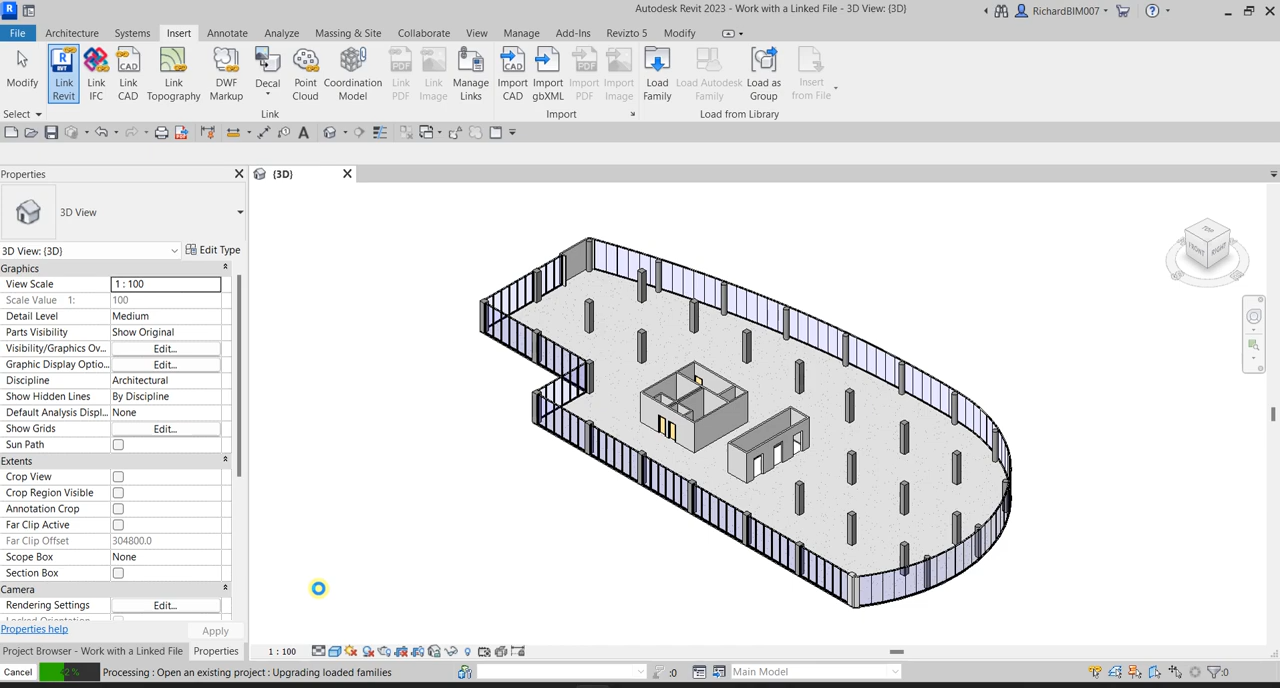 Autodesk Revit 2023 - Work with a Linked File - 3D View: {3D}
RichardBIM007
File Architecture Systems Insert Annotate Analyze Massing & Site Collaborate View Manage Add-Ins Revizto 5 Modify
Modify
Link Revit
Link IFC
Link CAD
Link Topography
DWF Markup
Decal
Point Cloud
Coordination Model
Link PDF
Link Image
Manage Links
Import CAD
Import gbXML
Import PDF
Import Image
Load Family
Load Autodesk Family
Load as Group
Insert from File
Select Link Import Load from Library
Properties
{3D}
3D View
3D View: {3D} Edit Type
Graphics
View Scale 1 : 100
Scale Value 1: 100
Detail Level Medium
Parts Visibility Show Original
Visibility/Graphics Ov... Edit...
Graphic Display Optio... Edit...
Discipline Architectural
Show Hidden Lines By Discipline
Default Analysis Displ... None
Show Grids Edit...
Sun Path
Extents
Crop View
Crop Region Visible
Annotation Crop
Far Clip Active
Far Clip Offset 304800.0
Scope Box None
Section Box
Camera
Rendering Settings Edit...
Properties help Apply
Project Browser - Work with a Linked File Properties
1 : 100
TOP
FRONT
RIGHT
Cancel Processing : Open an existing project : Upgrading loaded families :0 Main Model :0